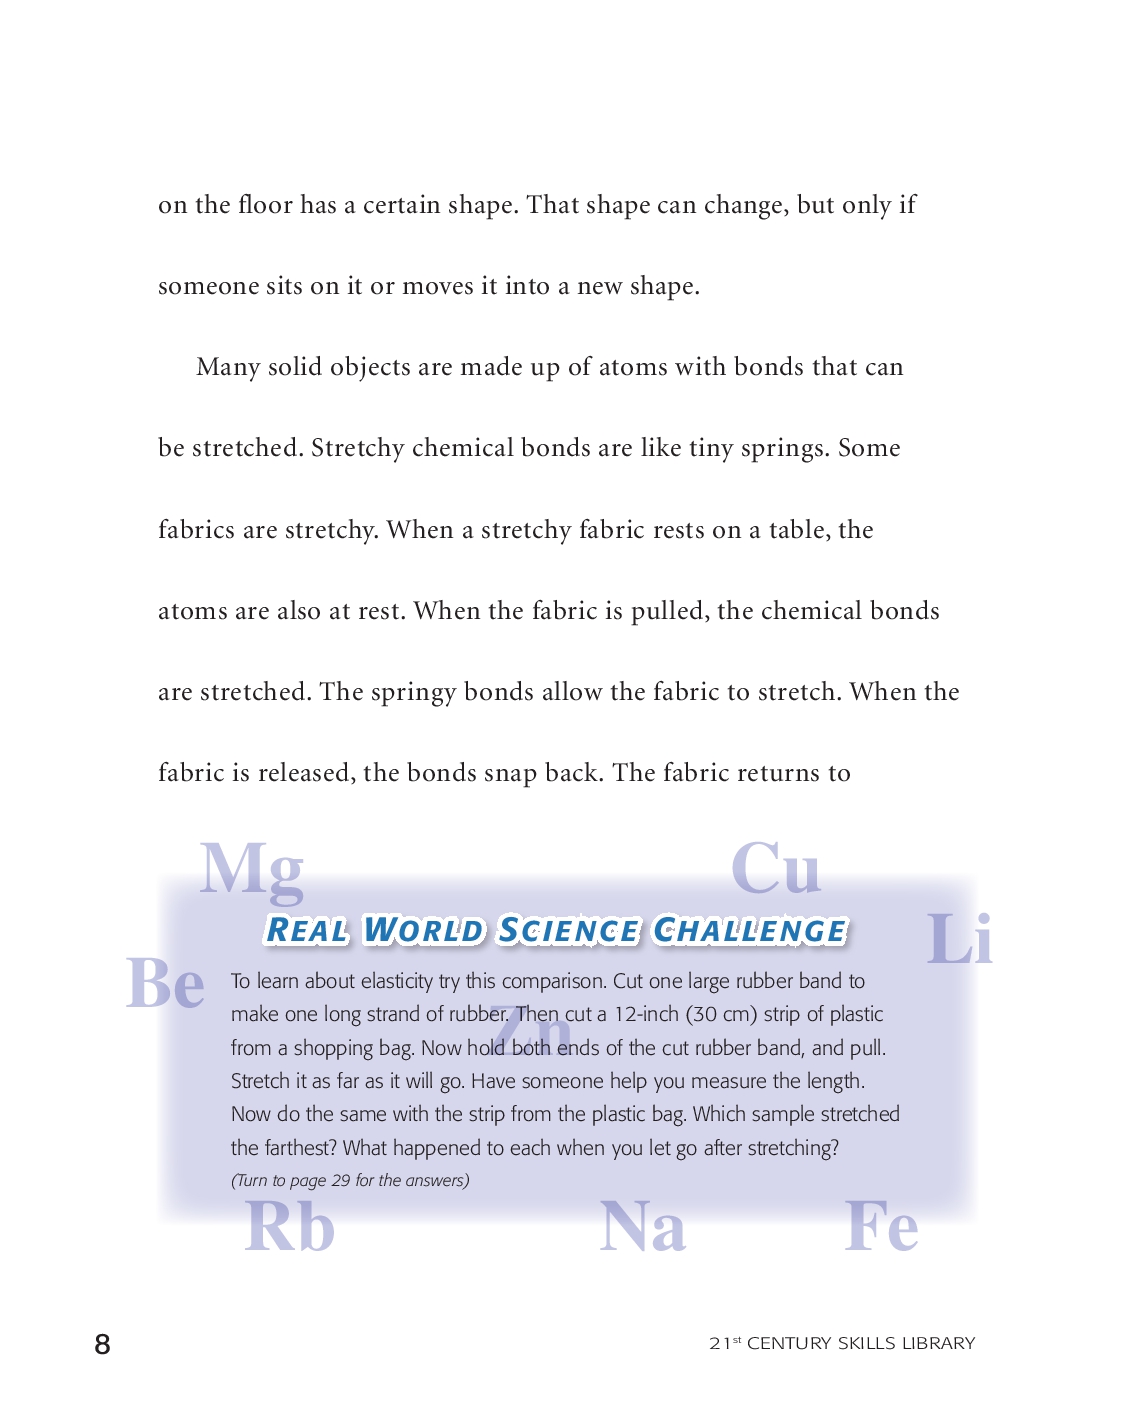 on the floor has a certain shape. That shape can change, but only if
someone sits on it or moves it into a new shape.
Many solid objects are made up of atoms with bonds that can
be stretched. Stretchy chemical bonds are like tiny springs. Some
fabrics are stretchy. When a stretchy fabric rests on a table, the
atoms are also at rest. When the fabric is pulled, the chemical bonds
are stretched. The springy bonds allow the fabric to stretch. When the
fabric is released, the bonds snap back. The fabric returns to
Mg Cu
REAL WORLD SCIENCE CHALLENGE
Li
Be
To learn about elasticity try this comparison. Cut one large rubber band to
make one long strand of rubber. Then cut a 12-inch (30 cm) strip of plastic
Zn
from a shopping bag. Now hold both ends of the cut rubber band, and pull.
Stretch it as far as it will go. Have someone help you measure the length.
Now do the same with the strip from the plastic bag. Which sample stretched
the farthest? What happened to each when you let go after stretching?
(Turn to page 29 for the answers)
Rb Na Fe
8
21st CENTURY SKILLS LIBRARY